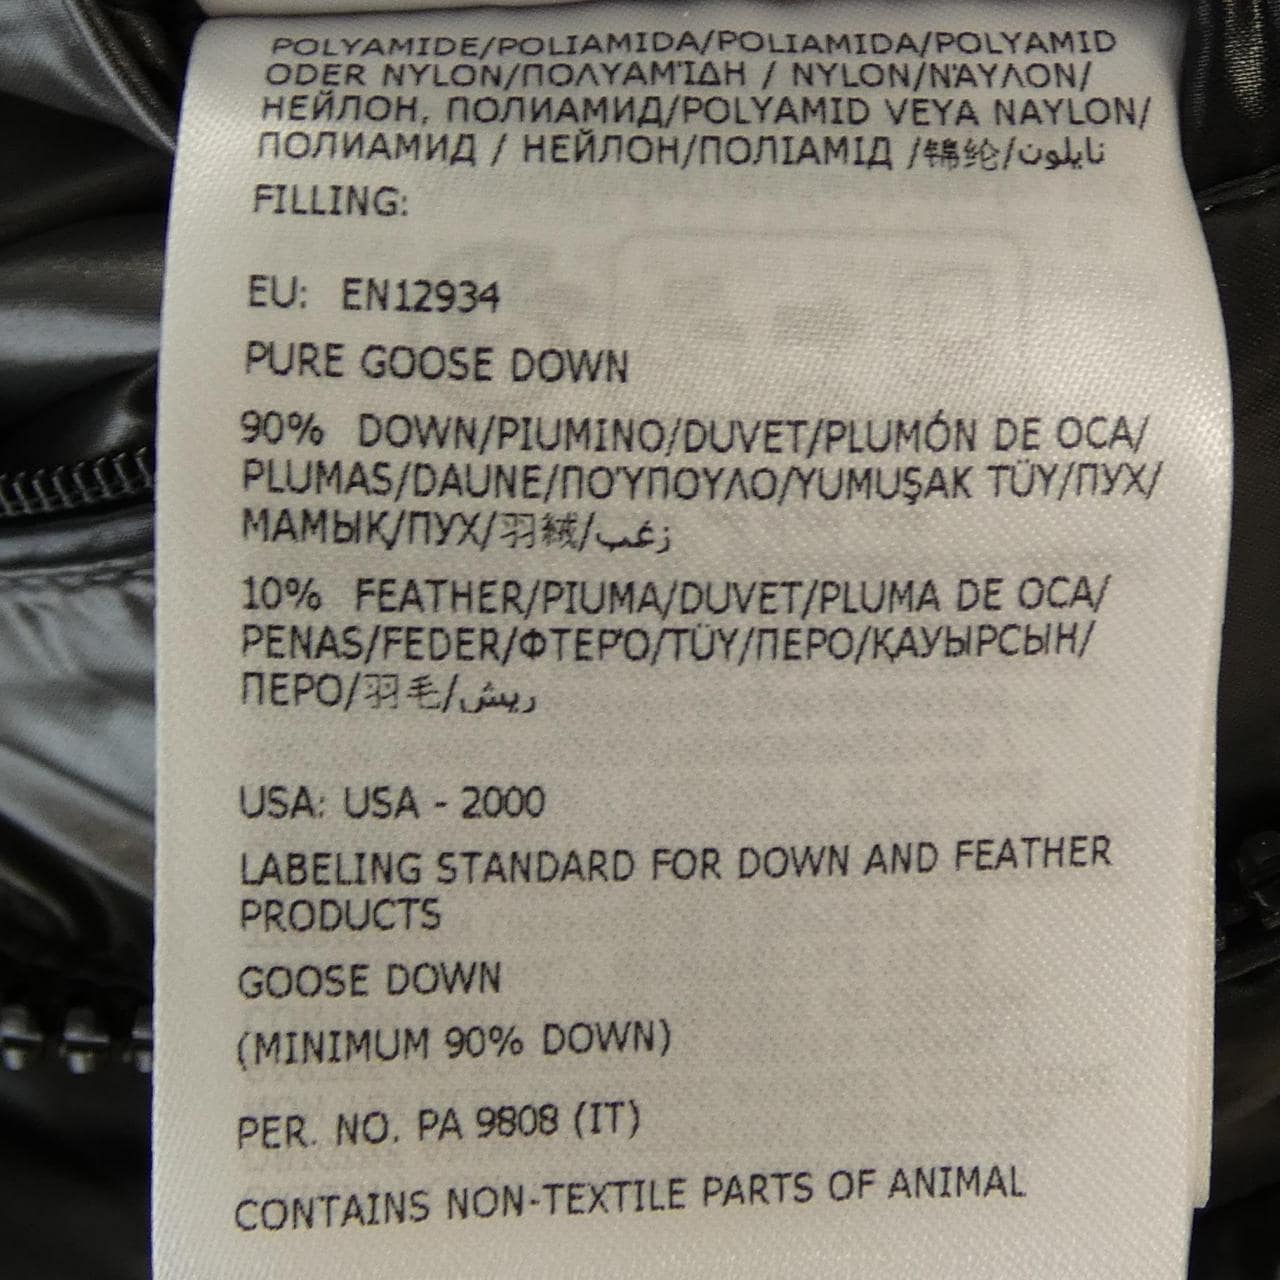 POLYAMIDE/POLIAMIDA/POLIAMIDA/POLYAMID
ODER NYLON/ΠΟΛΥΑΜΊΔΗ / NYLON/ΝΆΥΛΟΝ/
НЕЙЛОН, ПОЛИАМИД/POLYAMID VEYA NAYLON/
ПОЛИАМИД / НЕЙЛОН/ПОЛІАМІД /锦纶/نايلون
FILLING:
EU: EN12934
PURE GOOSE DOWN
90% DOWN/PIUMINO/DUVET/PLUMÓN DE OCA/
PLUMAS/DAUNE/ΠΟΎΠΟΥΛΟ/YUMUŞAK TÜY/ПУХ/
МАМЫҚ/ПУХ/羽絨/زغب
10% FEATHER/PIUMA/DUVET/PLUMA DE OCA/
PENAS/FEDER/ΦΤΕΡΌ/TÜY/ПЕРО/ҚАУЫРСЫН/
ПЕРО/羽毛/ريش
USA: USA - 2000
LABELING STANDARD FOR DOWN AND FEATHER
PRODUCTS
GOOSE DOWN
(MINIMUM 90% DOWN)
PER. NO. PA 9808 (IT)
CONTAINS NON-TEXTILE PARTS OF ANIMAL